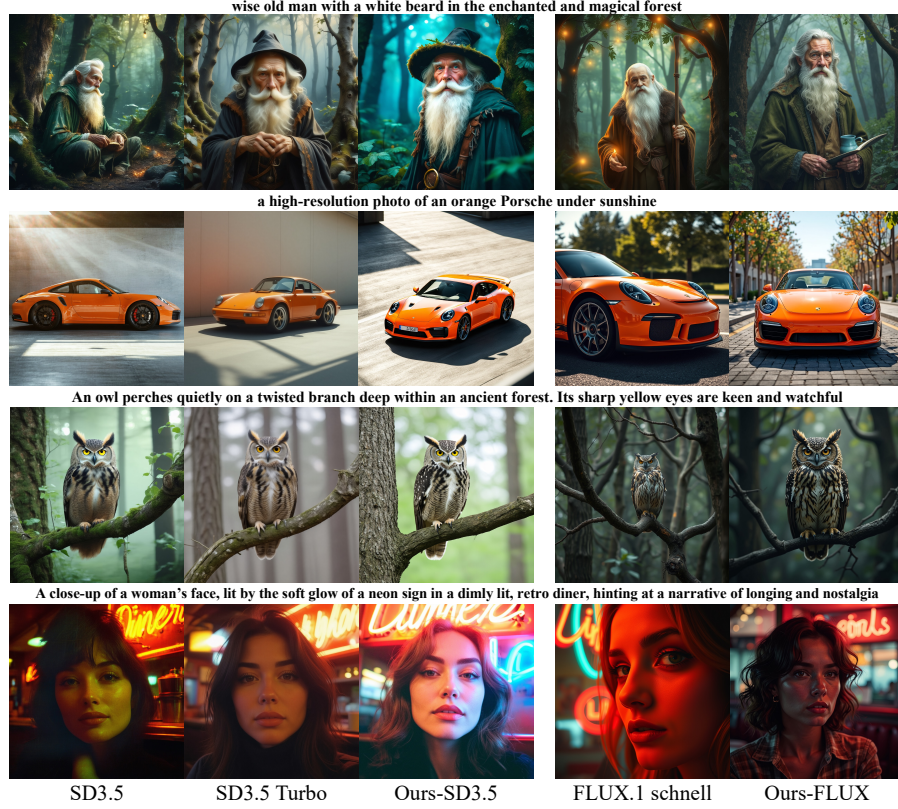 wise old man with a white beard in the enchanted and magical forest
a high-resolution photo of an orange Porsche under sunshine
An owl perches quietly on a twisted branch deep within an ancient forest. Its sharp yellow eyes are keen and watchful
A close-up of a woman’s face, lit by the soft glow of a neon sign in a dimly lit, retro diner, hinting at a narrative of longing and nostalgia
Diner
SD3.5
SD3.5 Turbo
Ours-SD3.5
FLUX.1 schnell
Ours-FLUX